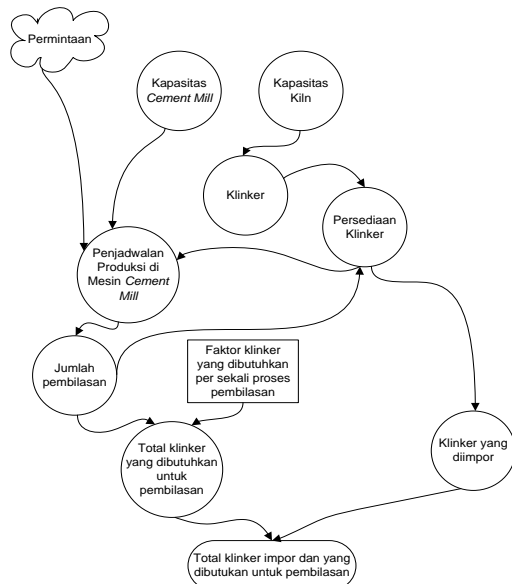 Permintaan
Kapasitas
Cement Mill
Kapasitas
Kiln
Klinker
Persediaan
Klinker
Penjadwalan
Produksi di
Mesin Cement
Mill
Jumlah
pembilasan
Faktor klinker
yang dibutuhkan
per sekali proses
pembilasan
Total klinker
yang dibutuhkan
untuk
pembilasan
Klinker yang
diimpor
Total klinker impor dan yang
dibutukan untuk pembilasan